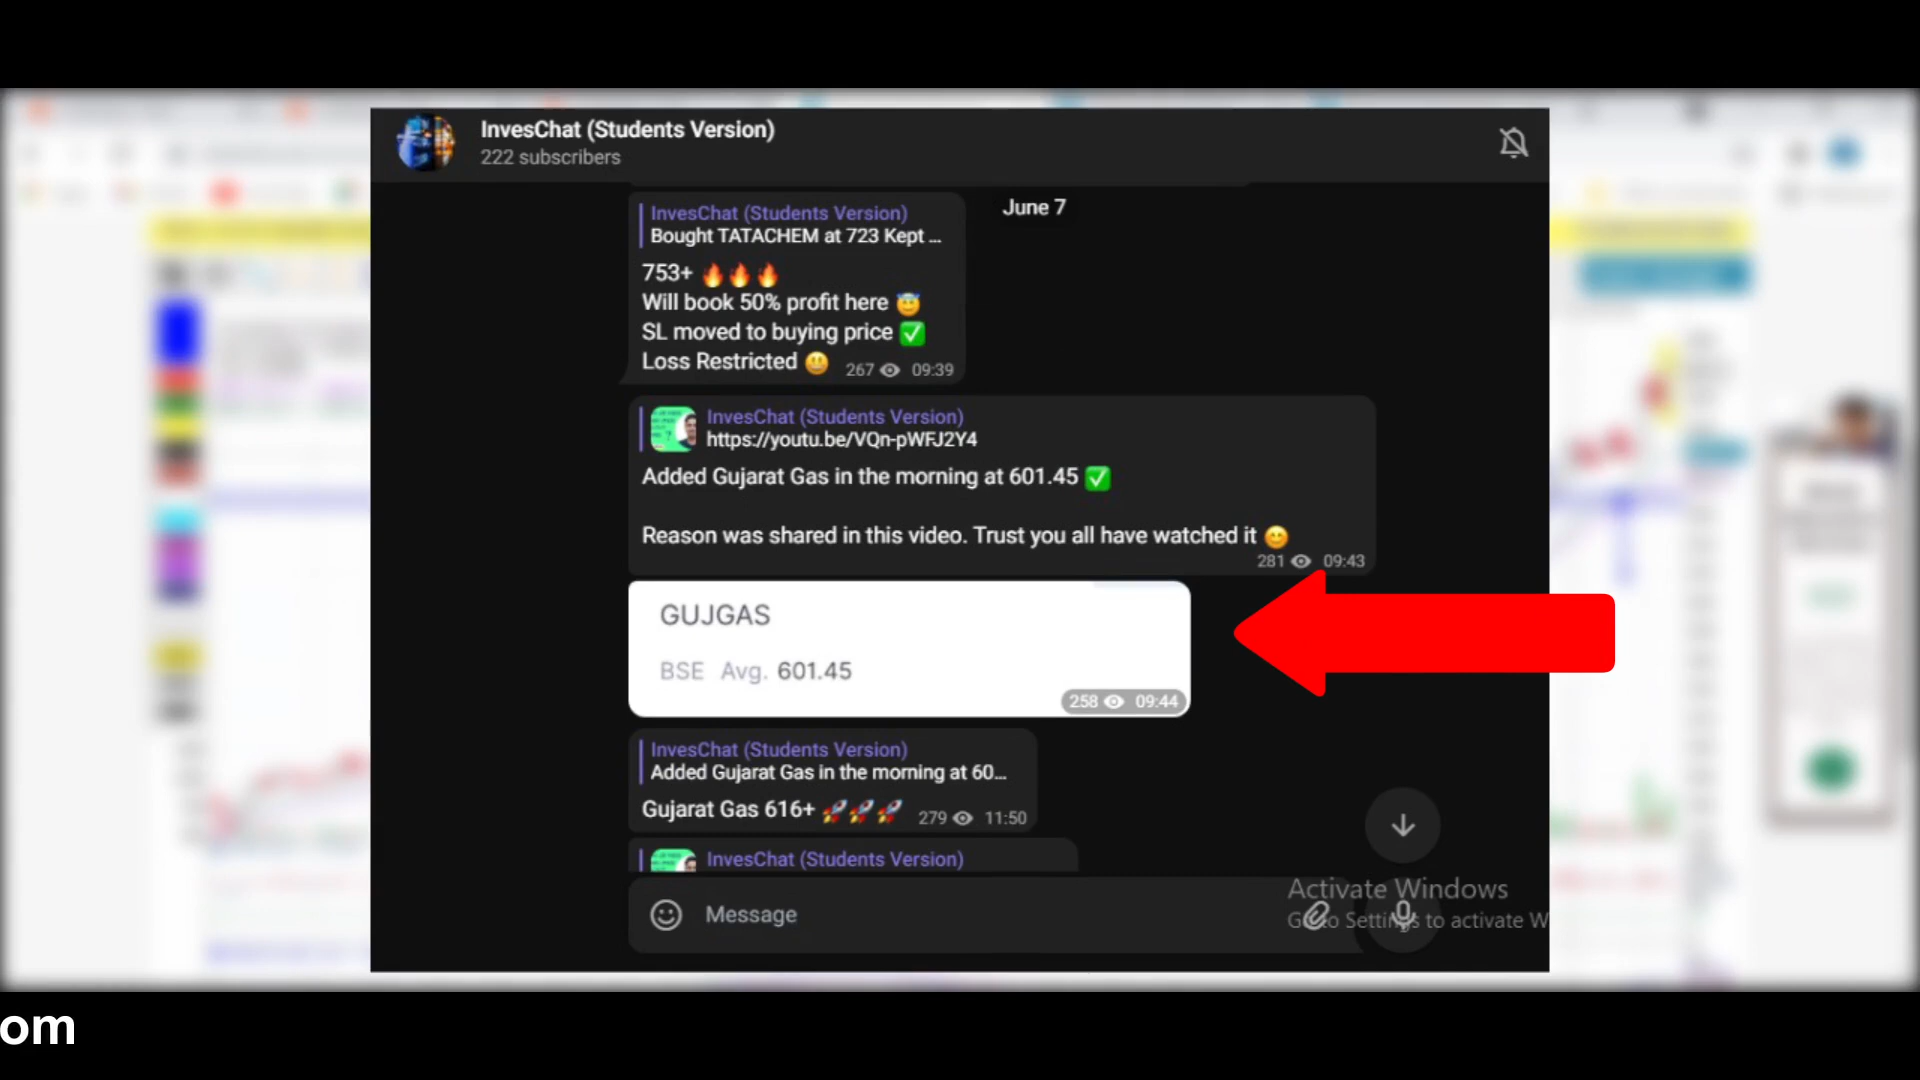 InvesChat (Students Version)
222 subscribers
June 7
InvesChat (Students Version)
Bought TATACHEM at 723 Kept ...
753+ 🔥🔥🔥
Will book 50% profit here 😇
SL moved to buying price ✅
Loss Restricted 😃 267 09:39
InvesChat (Students Version)
https://youtu.be/VQn-pWFJ2Y4
Added Gujarat Gas in the morning at 601.45 ✅
Reason was shared in this video. Trust you all have watched it 😊
281 09:43
GUJGAS
BSE Avg. 601.45
258 09:44
InvesChat (Students Version)
Added Gujarat Gas in the morning at 60...
Gujarat Gas 616+ 🚀🚀🚀 279 11:50
InvesChat (Students Version)
Message
Activate Windows
Go to Settings to activate W
om